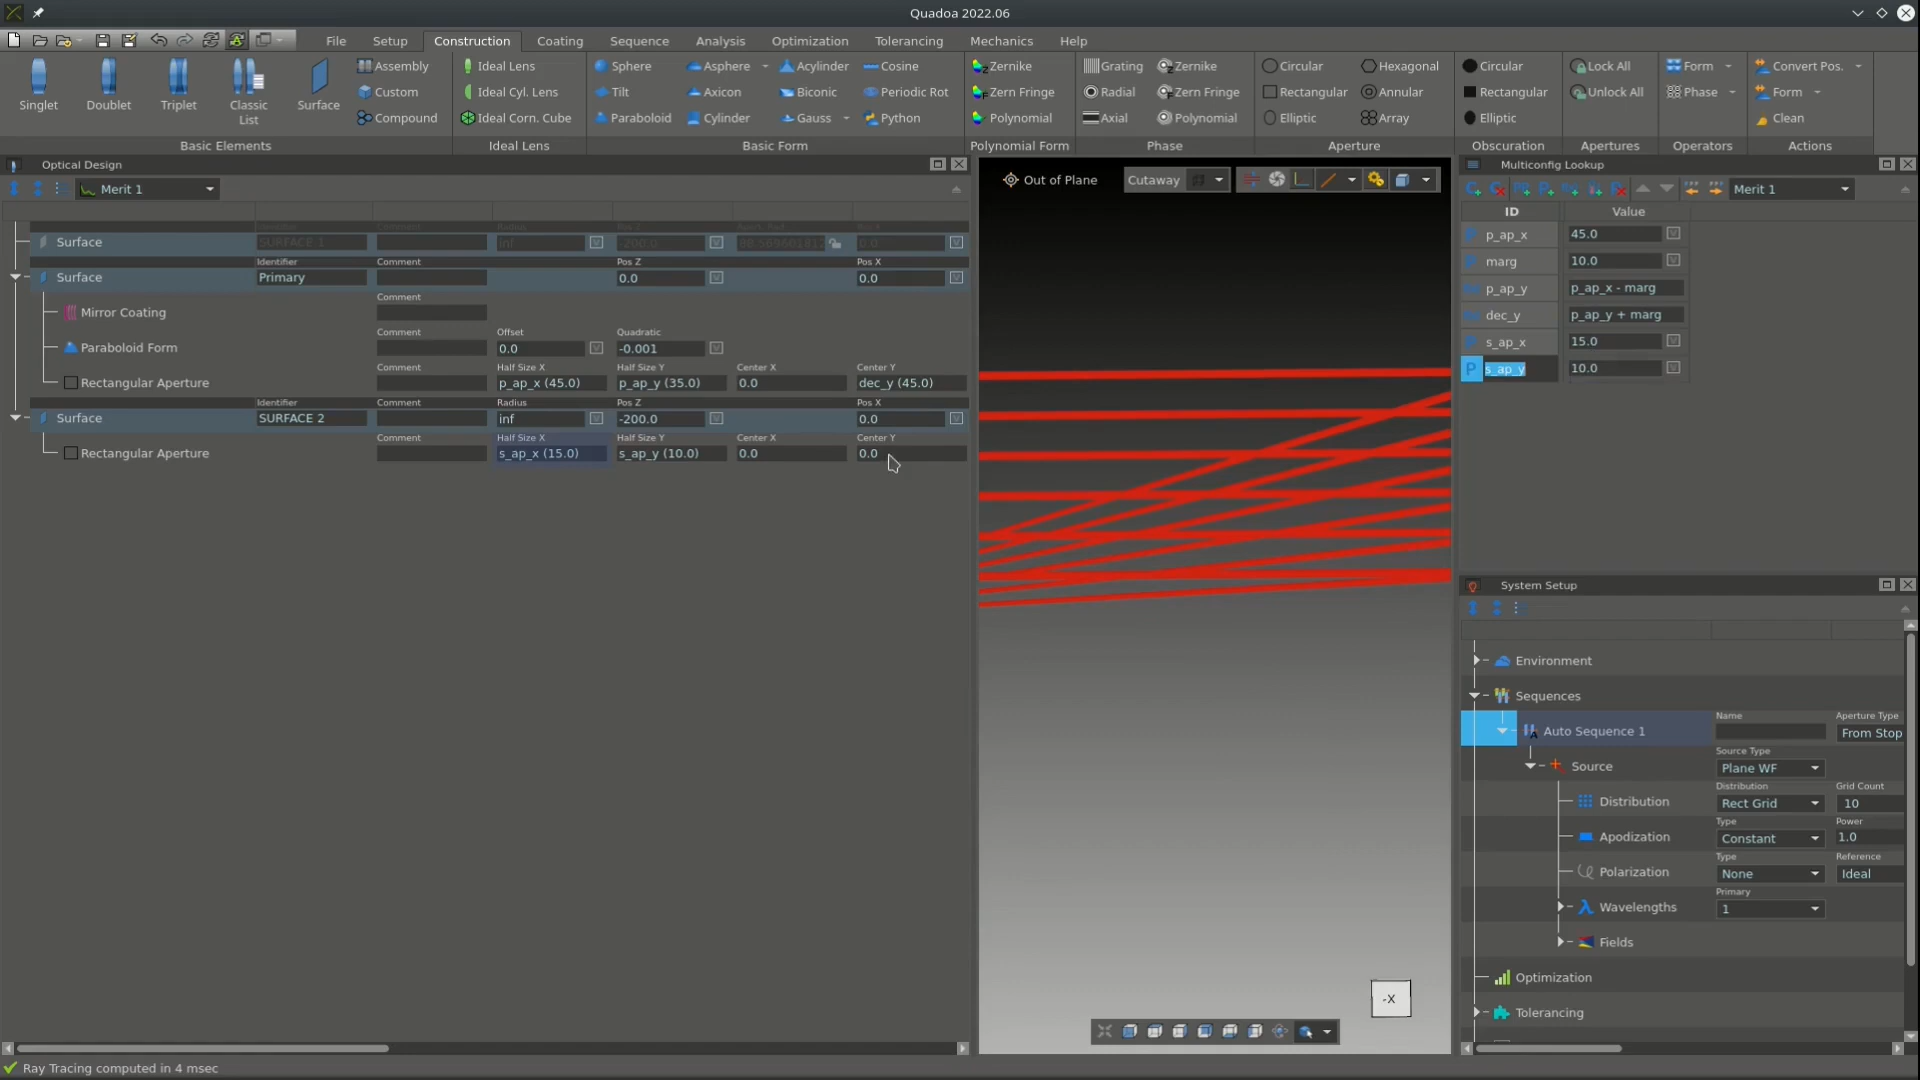 Quadoa 2022.06
File Setup Construction Coating Sequence Analysis Optimization Tolerancing Mechanics Help
Singlet Doublet Triplet Classic List Surface
Assembly
Custom
Compound
Basic Elements
Ideal Lens
Ideal Cyl. Lens
Ideal Corn. Cube
Ideal Lens
Sphere Asphere Acylinder Cosine
Tilt Axicon Biconic Periodic Rot
Paraboloid Cylinder Gauss Python
Basic Form
Zernike
Zern Fringe
Polynomial
Polynomial Form
Grating Zernike
Radial Zern Fringe
Axial Polynomial
Phase
Circular Hexagonal
Rectangular Annular
Elliptic Array
Aperture
Circular
Rectangular
Elliptic
Obscuration
Lock All
Unlock All
Apertures
Form
Phase
Operators
Convert Pos.
Form
Clean
Actions
Optical Design
Merit 1
Surface SURFACE 1 inf -200.0 0.0
Identifier Comment Pos Z Pos X
Surface Primary 0.0 0.0
Comment
Mirror Coating
Comment Offset Quadratic
Paraboloid Form 0.0 -0.001
Comment Half Size X Half Size Y Center X Center Y
Rectangular Aperture p_ap_x (45.0) p_ap_y (35.0) 0.0 dec_y (45.0)
Identifier Comment Radius Pos Z Pos X
Surface SURFACE 2 inf -200.0 0.0
Comment Half Size X Half Size Y Center X Center Y
Rectangular Aperture s_ap_x (15.0) s_ap_y (10.0) 0.0 0.0
Out of Plane Cutaway
-X
Multiconfig Lookup
Merit 1
ID Value
p_ap_x 45.0
marg 10.0
p_ap_y p_ap_x - marg
dec_y p_ap_y + marg
s_ap_x 15.0
P s_ap_y 10.0
System Setup
Environment
Sequences
Name Aperture Type
Auto Sequence 1 From Stop
Source Type
Source Plane WF
Distribution Grid Count
Distribution Rect Grid 10
Type Power
Apodization Constant 1.0
Type Reference
Polarization None Ideal
Primary
Wavelengths 1
Fields
Optimization
Tolerancing
Ray Tracing computed in 4 msec